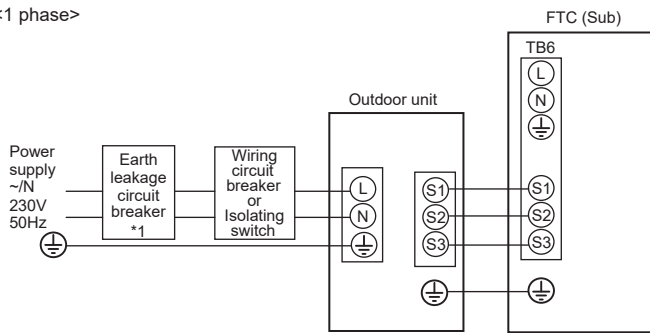 <1 phase>
FTC (Sub)
TB6
L
N
Outdoor unit
Power
supply
~/N
230V
50Hz
Earth
leakage
circuit
breaker
*1
Wiring
circuit
breaker
or
Isolating
switch
L
N
S1
S2
S3
S1
S2
S3